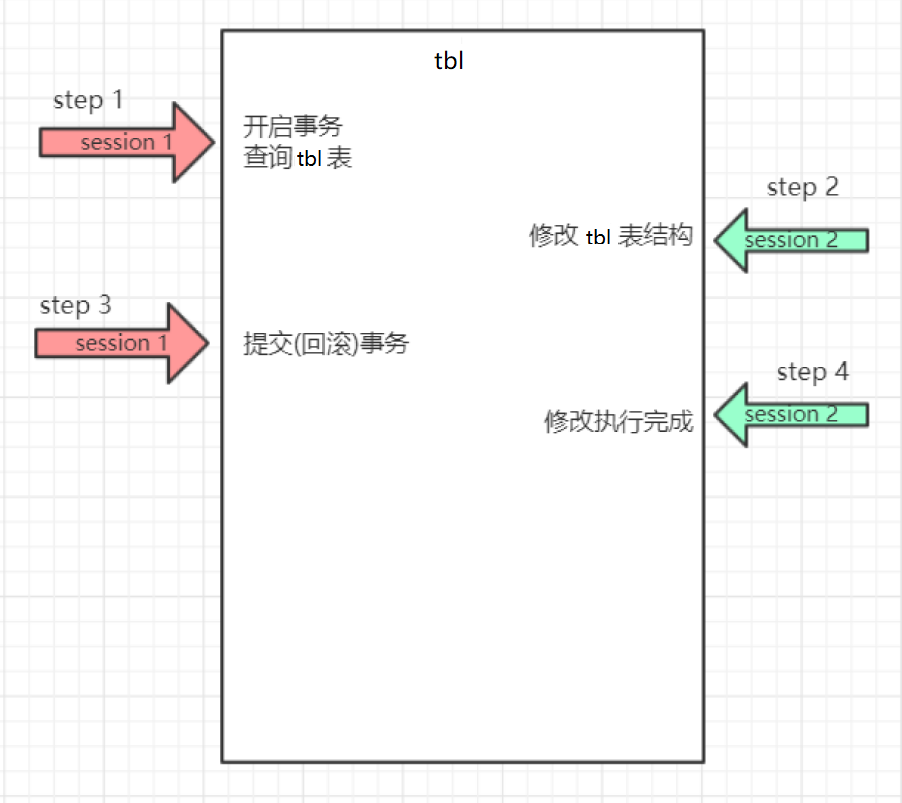 tbl
step 1
session 1
开启事务
查询 tbl 表
step 2
修改 tbl 表结构
session 2
step 3
session 1
提交(回滚)事务
step 4
session 2
修改执行完成